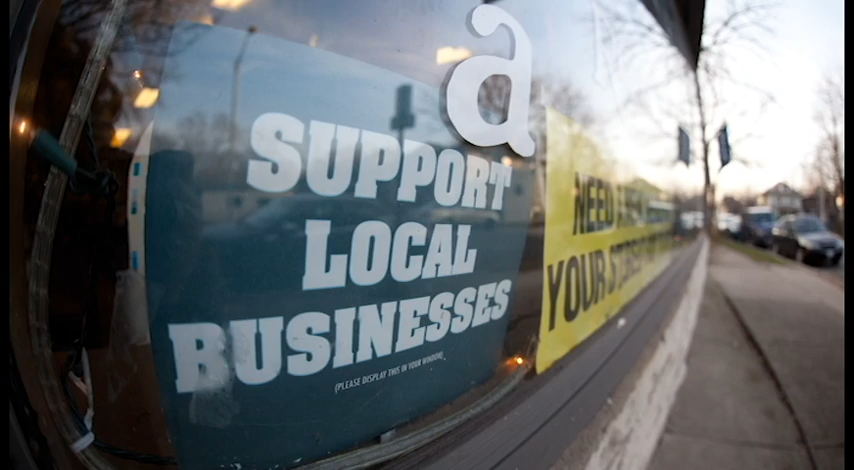 a
SUPPORT
LOCAL
BUSINESSES
(PLEASE DISPLAY THIS IN YOUR WINDOW)
NEED
YOUR